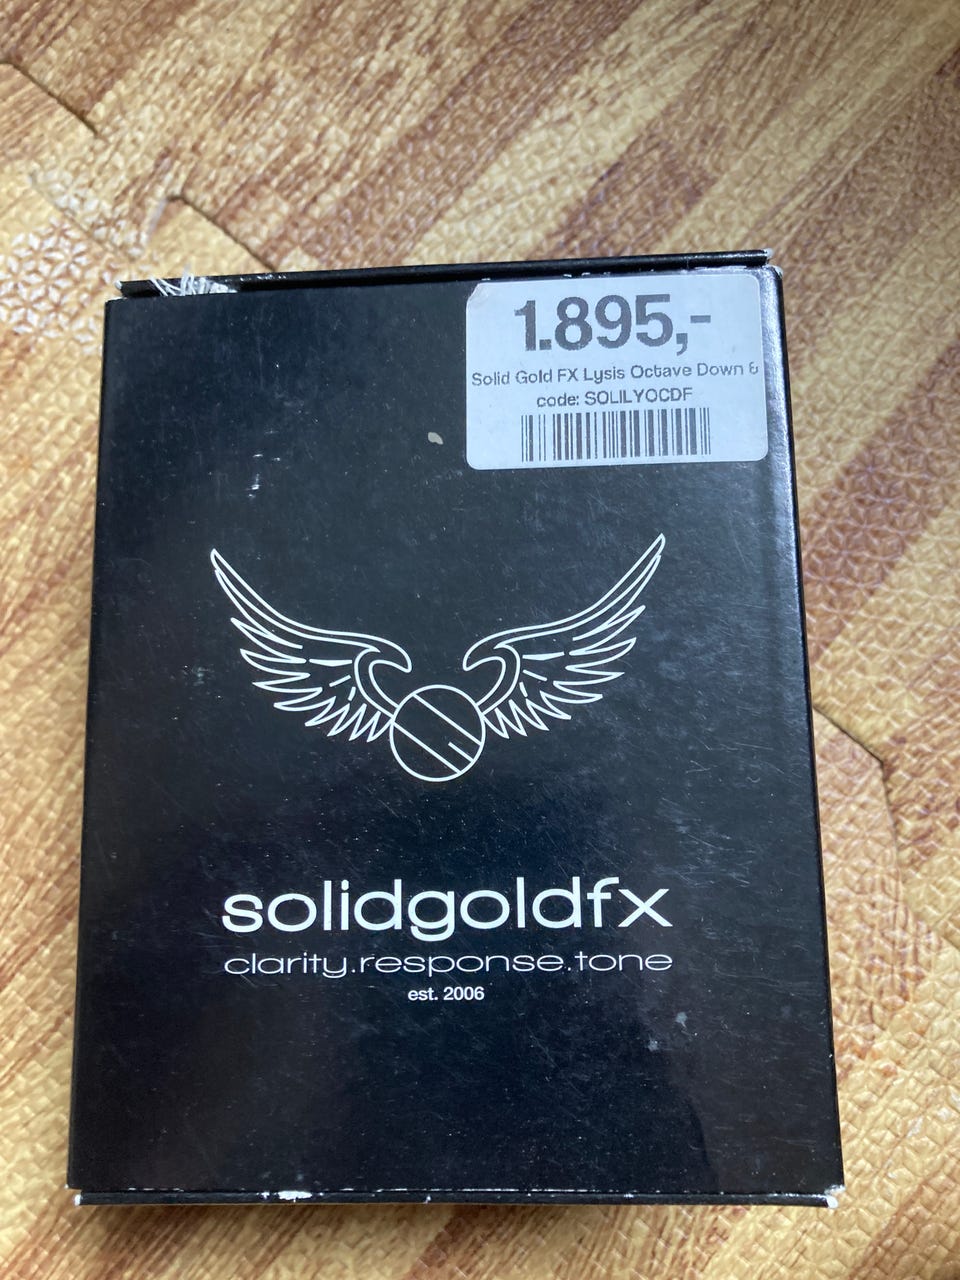 1.895,-
Solid Gold FX Lysis Octave Down &
code: SOLILYOCDF
solidgoldfx
clarity.response.tone
est. 2006